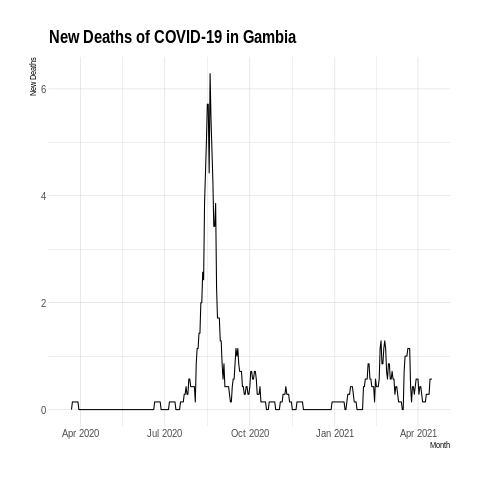 New Deaths of COVID-19 in Gambia
New Deaths
6
4
2
0
Apr 2020 Jul 2020 Oct 2020 Jan 2021 Apr 2021
Month